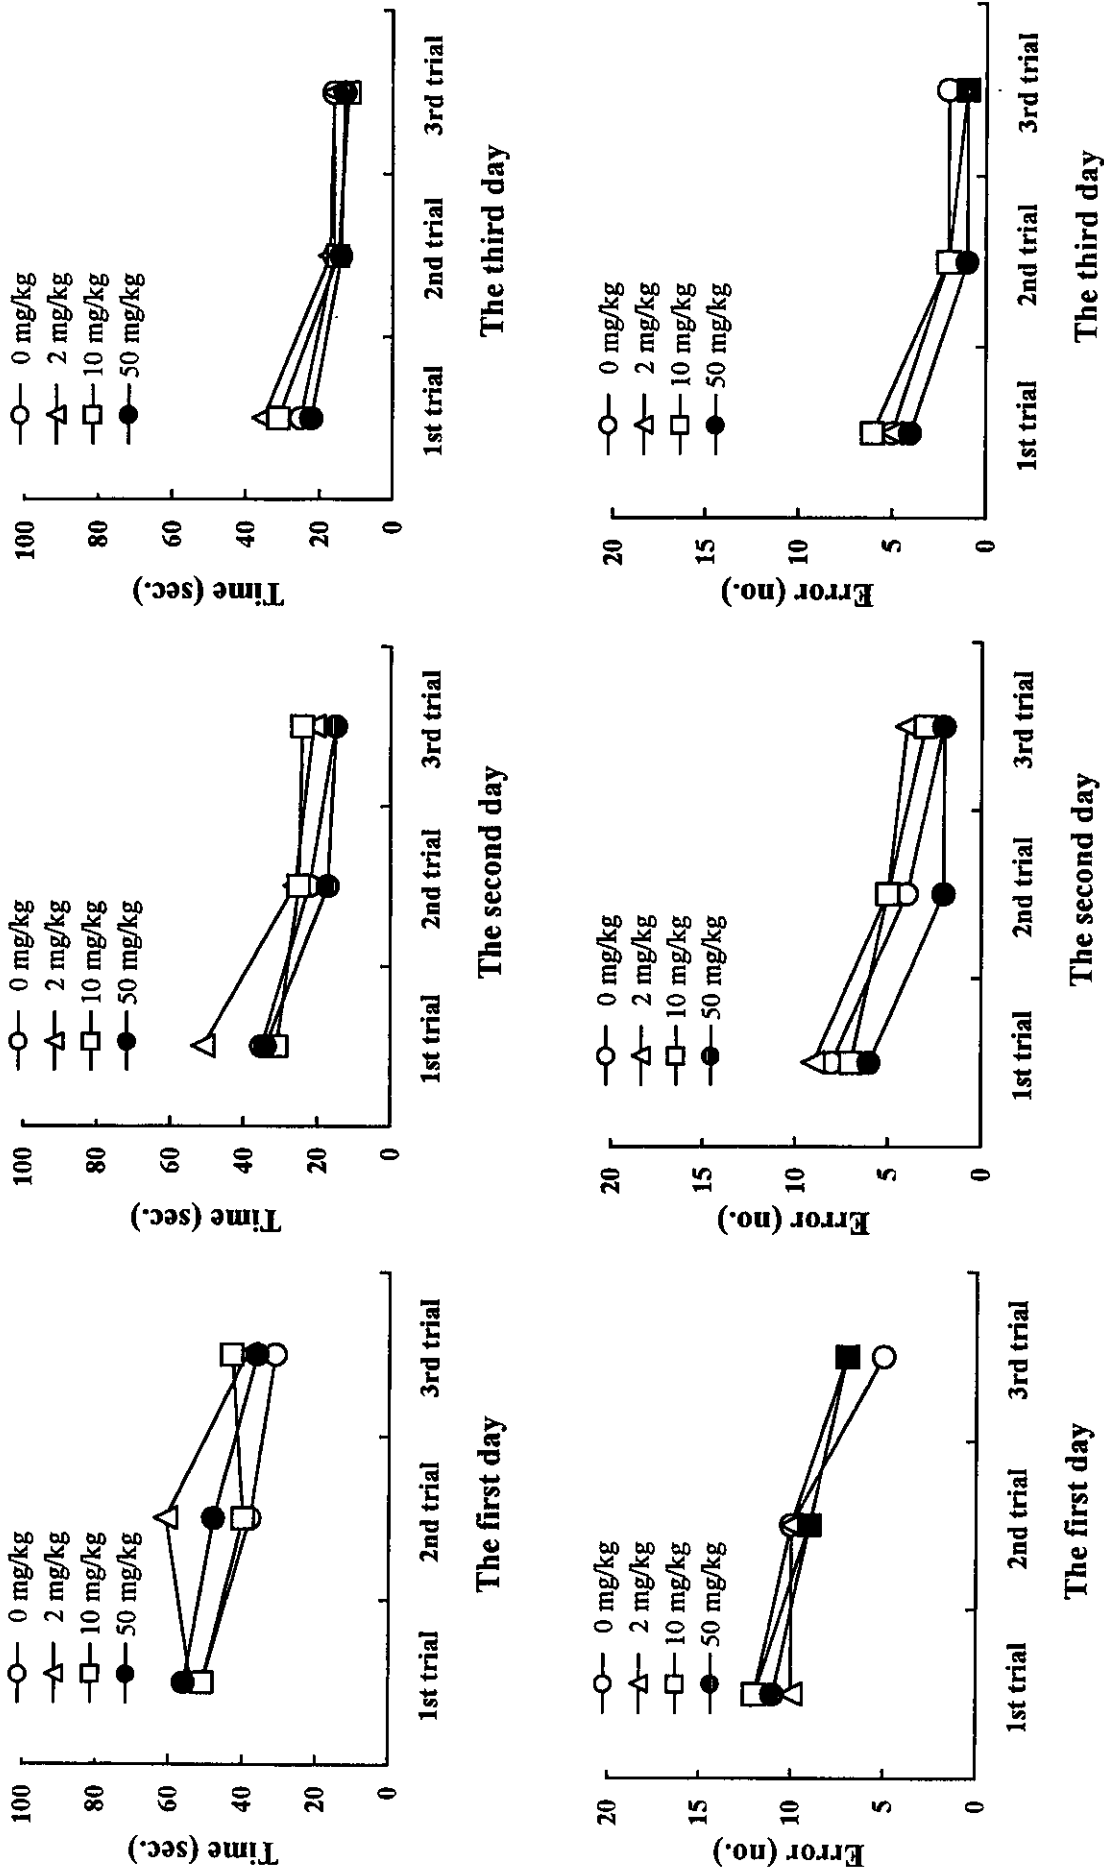 0 mg/kg
2 mg/kg
10 mg/kg
50 mg/kg
100
80
60
40
20
0
Time (sec.)
1st trial
2nd trial
3rd trial
The first day
0 mg/kg
2 mg/kg
10 mg/kg
50 mg/kg
100
80
60
40
20
0
Time (sec.)
1st trial
2nd trial
3rd trial
The second day
0 mg/kg
2 mg/kg
10 mg/kg
50 mg/kg
100
80
60
40
20
0
Time (sec.)
1st trial
2nd trial
3rd trial
The third day
0 mg/kg
2 mg/kg
10 mg/kg
50 mg/kg
20
15
10
5
0
Error (no.)
1st trial
2nd trial
3rd trial
The first day
0 mg/kg
2 mg/kg
10 mg/kg
50 mg/kg
20
15
10
5
0
Error (no.)
1st trial
2nd trial
3rd trial
The second day
0 mg/kg
2 mg/kg
10 mg/kg
50 mg/kg
20
15
10
5
0
Error (no.)
1st trial
2nd trial
3rd trial
The third day